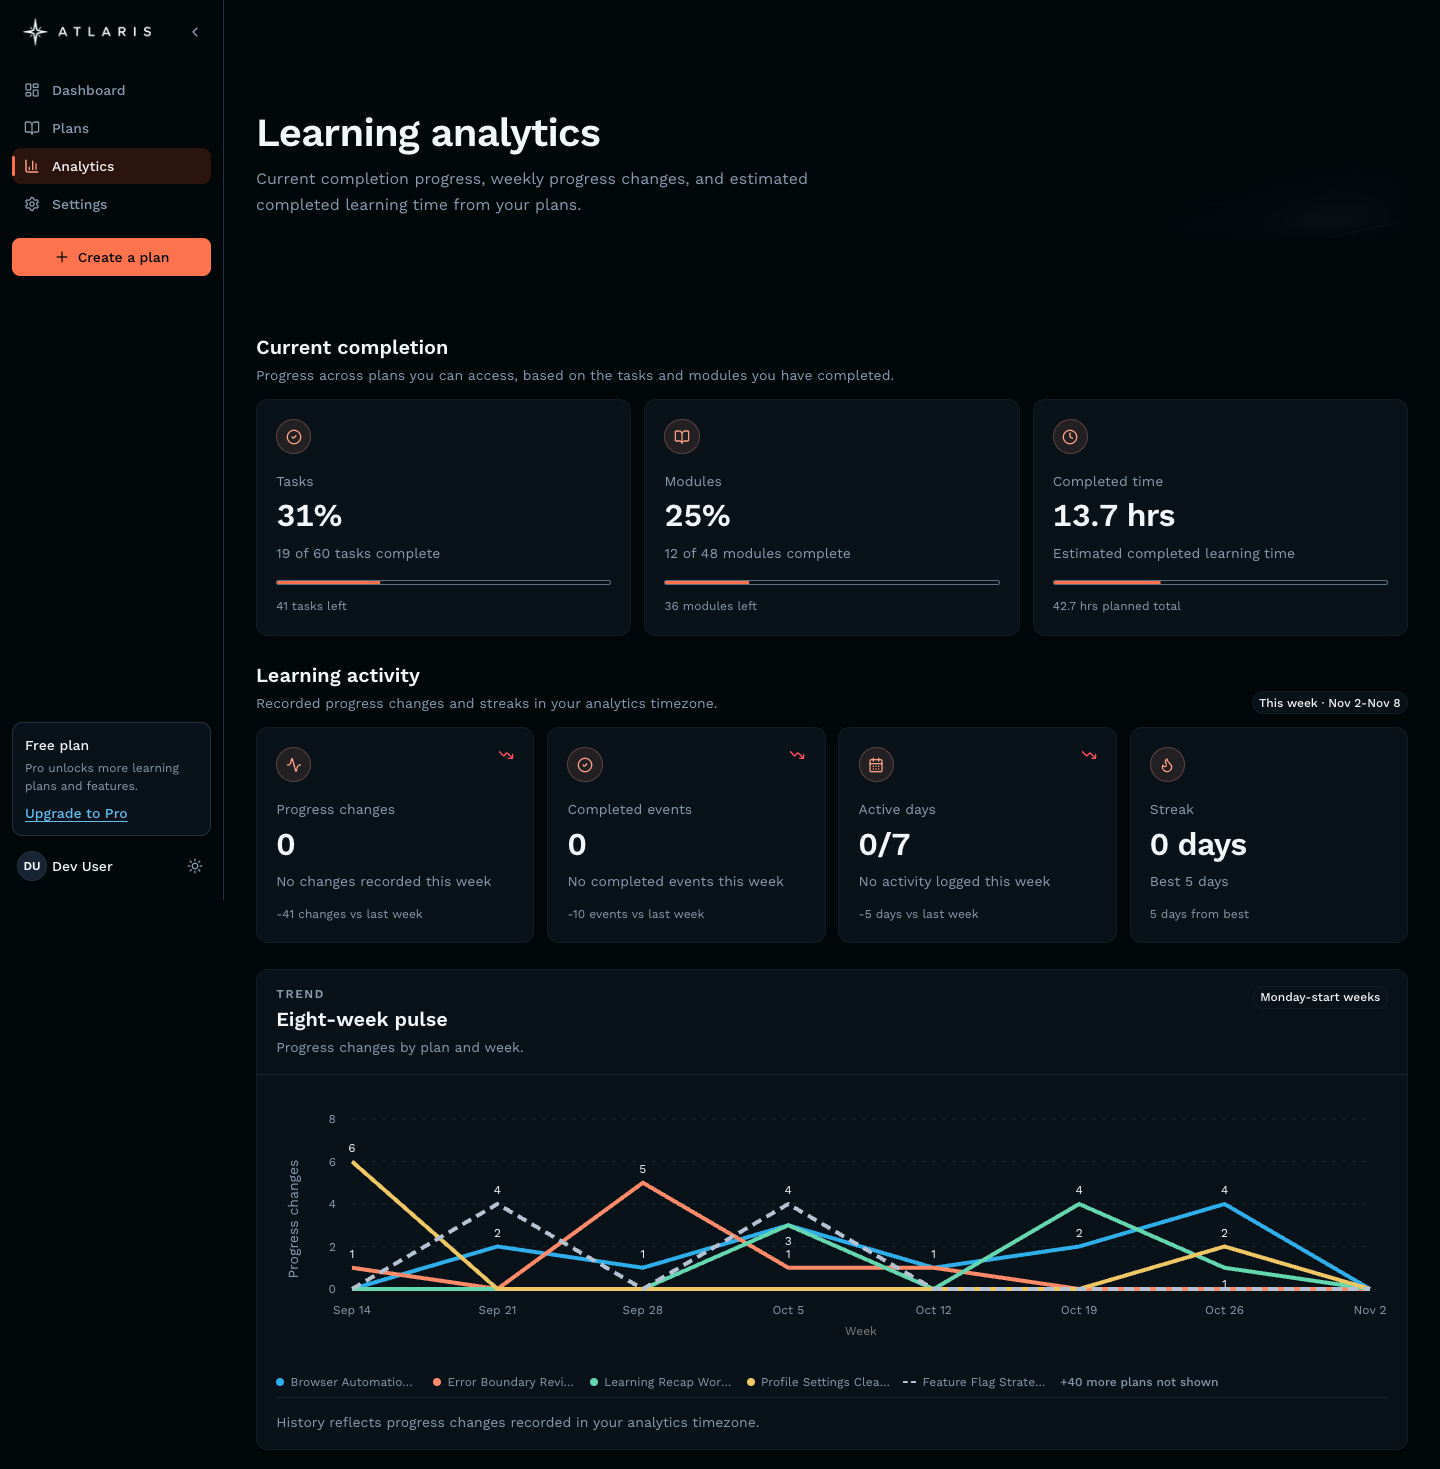 ATLARIS
Dashboard
Plans
Analytics
Settings
Create a plan
Free plan
Pro unlocks more learning
plans and features.
Upgrade to Pro
DU Dev User
Learning analytics
Current completion progress, weekly progress changes, and estimated
completed learning time from your plans.
Current completion
Progress across plans you can access, based on the tasks and modules you have completed.
Tasks
31%
19 of 60 tasks complete
41 tasks left
Modules
25%
12 of 48 modules complete
36 modules left
Completed time
13.7 hrs
Estimated completed learning time
42.7 hrs planned total
Learning activity
Recorded progress changes and streaks in your analytics timezone.
This week · Nov 2-Nov 8
Progress changes
0
No changes recorded this week
-41 changes vs last week
Completed events
0
No completed events this week
-10 events vs last week
Active days
0/7
No activity logged this week
-5 days vs last week
Streak
0 days
Best 5 days
5 days from best
TREND
Eight-week pulse
Progress changes by plan and week.
Monday-start weeks
Progress changes
8
6
4
2
0
6
1
4
2
5
1
4
3
1
1
4
2
4
2
1
Sep 14 Sep 21 Sep 28 Oct 5 Oct 12 Oct 19 Oct 26 Nov 2
Week
Browser Automatio... Error Boundary Revi... Learning Recap Wor... Profile Settings Clea... Feature Flag Strate... +40 more plans not shown
History reflects progress changes recorded in your analytics timezone.